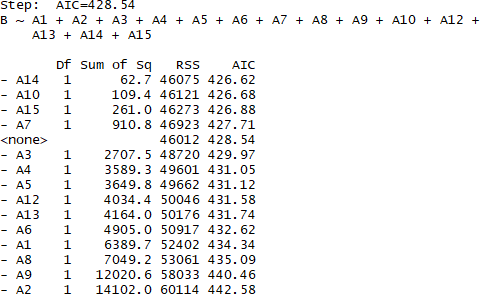 Step:  AIC=428.54
B ~ A1 + A2 + A3 + A4 + A5 + A6 + A7 + A8 + A9 + A10 + A11 + A12 +
    A13 + A14 + A15
       Df Sum of Sq   RSS    AIC
- A14   1      62.7 46075 426.62
- A10   1     109.4 46121 426.68
- A15   1     261.0 46273 426.88
- A7    1     910.8 46923 427.71
<none>              46012 428.54
- A3    1    2707.5 48720 429.97
- A4    1    3589.3 49601 431.05
- A5    1    3649.8 49662 431.12
- A12   1    4034.4 50046 431.58
- A13   1    4164.0 50176 431.74
- A6    1    4905.0 50917 432.62
- A1    1    6389.7 52402 434.34
- A8    1    7049.2 53061 435.09
- A9    1   12020.6 58033 440.46
- A2    1   14102.0 60114 442.58